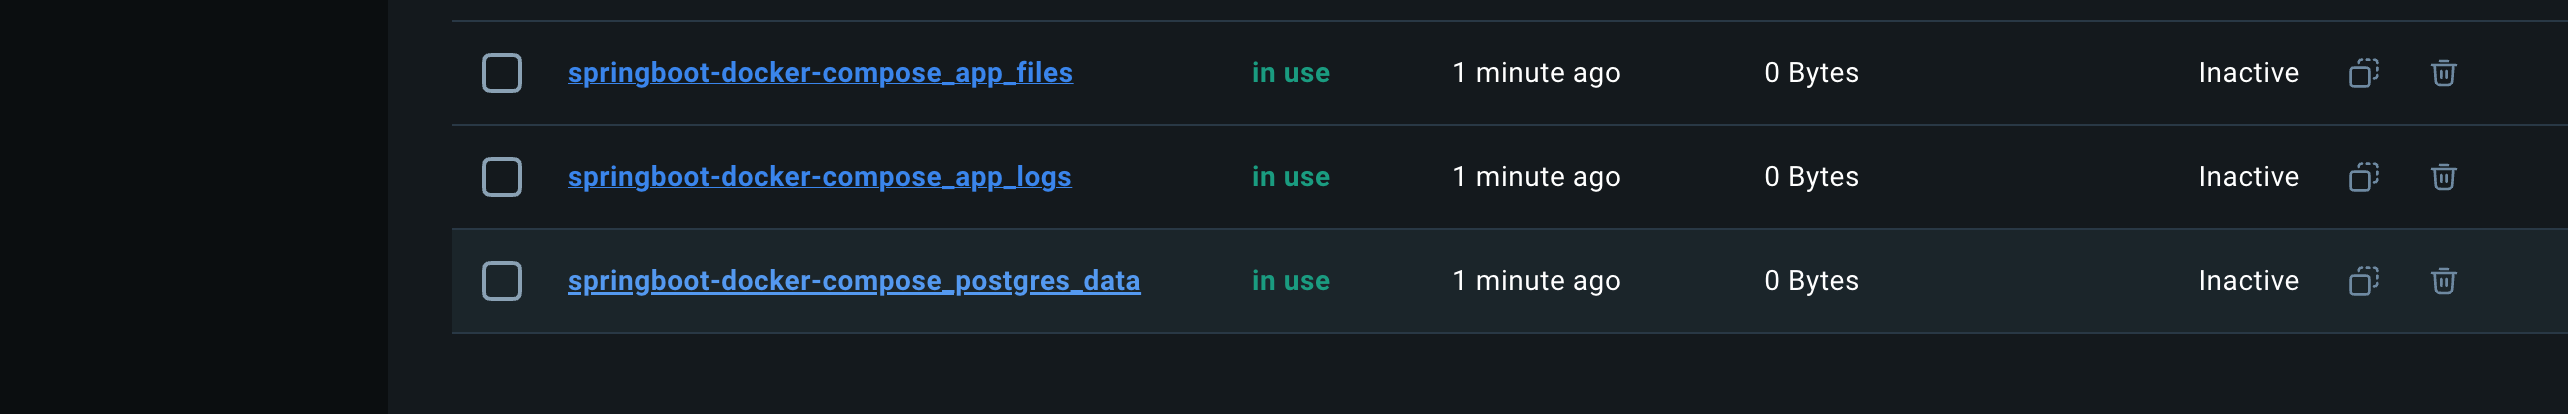 springboot-docker-compose_app_files in use 1 minute ago 0 Bytes Inactive
springboot-docker-compose_app_logs in use 1 minute ago 0 Bytes Inactive
springboot-docker-compose_postgres_data in use 1 minute ago 0 Bytes Inactive